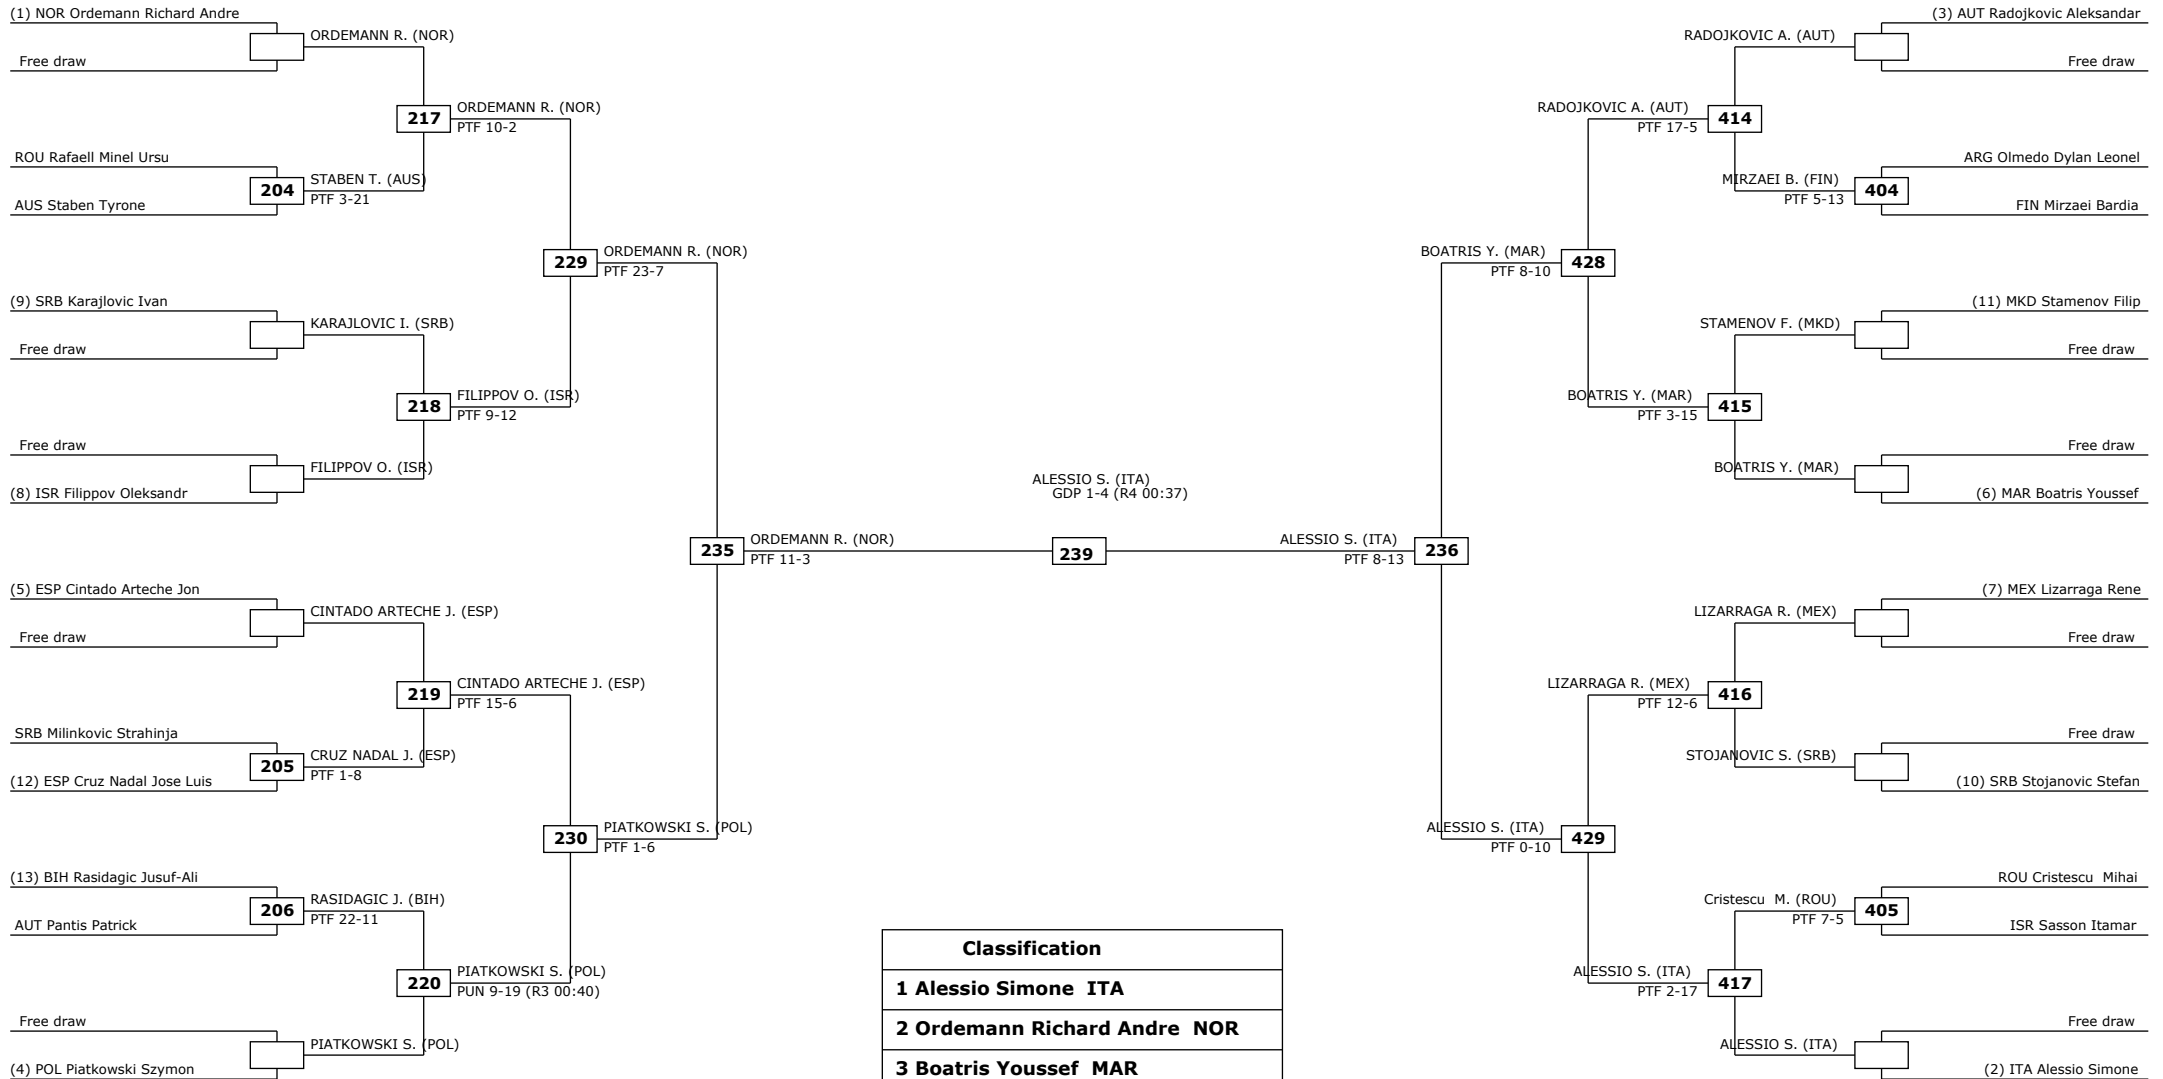 (1) NOR Ordemann Richard Andre
ORDEMANN R. (NOR)
Free draw
217
ORDEMANN R. (NOR)
PTF 10-2
ROU Rafaell Minel Ursu
204
STABEN T. (AUS)
PTF 3-21
AUS Staben Tyrone
229
ORDEMANN R. (NOR)
PTF 23-7
(9) SRB Karajlovic Ivan
KARAJLOVIC I. (SRB)
Free draw
218
FILIPPOV O. (ISR)
PTF 9-12
Free draw
FILIPPOV O. (ISR)
(8) ISR Filippov Oleksandr
235
ORDEMANN R. (NOR)
PTF 11-3
(5) ESP Cintado Arteche Jon
CINTADO ARTECHE J. (ESP)
Free draw
219
CINTADO ARTECHE J. (ESP)
PTF 15-6
SRB Milinkovic Strahinja
205
CRUZ NADAL J. (ESP)
PTF 1-8
(12) ESP Cruz Nadal Jose Luis
230
PIATKOWSKI S. (POL)
PTF 1-6
(13) BIH Rasidagic Jusuf-Ali
206
RASIDAGIC J. (BIH)
PTF 22-11
AUT Pantis Patrick
220
PIATKOWSKI S. (POL)
PUN 9-19 (R3 00:40)
Free draw
PIATKOWSKI S. (POL)
(4) POL Piatkowski Szymon
ALESSIO S. (ITA)
GDP 1-4 (R4 00:37)
239
(3) AUT Radojkovic Aleksandar
RADOJKOVIC A. (AUT)
Free draw
RADOJKOVIC A. (AUT)
PTF 17-5
414
ARG Olmedo Dylan Leonel
MIRZAEI B. (FIN)
PTF 5-13
404
FIN Mirzaei Bardia
BOATRIS Y. (MAR)
PTF 8-10
428
(11) MKD Stamenov Filip
STAMENOV F. (MKD)
Free draw
BOATRIS Y. (MAR)
PTF 3-15
415
Free draw
BOATRIS Y. (MAR)
(6) MAR Boatris Youssef
ALESSIO S. (ITA)
PTF 8-13
236
(7) MEX Lizarraga Rene
LIZARRAGA R. (MEX)
Free draw
LIZARRAGA R. (MEX)
PTF 12-6
416
Free draw
STOJANOVIC S. (SRB)
(10) SRB Stojanovic Stefan
ALESSIO S. (ITA)
PTF 0-10
429
ROU Cristescu  Mihai
Cristescu  M. (ROU)
PTF 7-5
405
ISR Sasson Itamar
ALESSIO S. (ITA)
PTF 2-17
417
Free draw
ALESSIO S. (ITA)
(2) ITA Alessio Simone
Classification
1 Alessio Simone  ITA
2 Ordemann Richard Andre  NOR
3 Boatris Youssef  MAR